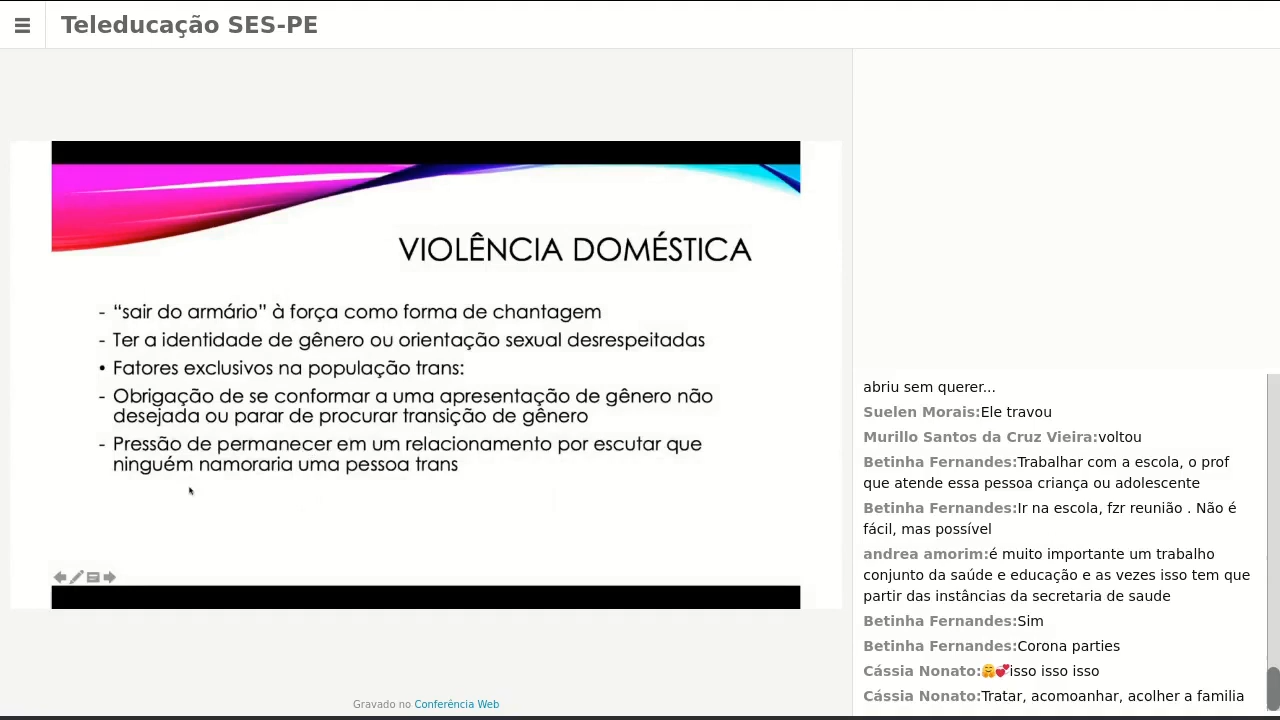 Teleducação SES-PE
VIOLÊNCIA DOMÉSTICA
- “sair do armário” à força como forma de chantagem
- Ter a identidade de gênero ou orientação sexual desrespeitadas
• Fatores exclusivos na população trans:
- Obrigação de se conformar a uma apresentação de gênero não
desejada ou parar de procurar transição de gênero
- Pressão de permanecer em um relacionamento por escutar que
ninguém namoraria uma pessoa trans
Gravado no Conferência Web
abriu sem querer...
Suelen Morais:Ele travou
Murillo Santos da Cruz Vieira:voltou
Betinha Fernandes:Trabalhar com a escola, o prof
que atende essa pessoa criança ou adolescente
Betinha Fernandes:Ir na escola, fzr reunião . Não é
fácil, mas possível
andrea amorim:é muito importante um trabalho
conjunto da saúde e educação e as vezes isso tem que
partir das instâncias da secretaria de saude
Betinha Fernandes:Sim
Betinha Fernandes:Corona parties
Cássia Nonato:🤗💕isso isso isso
Cássia Nonato:Tratar, acomoanhar, acolher a familia